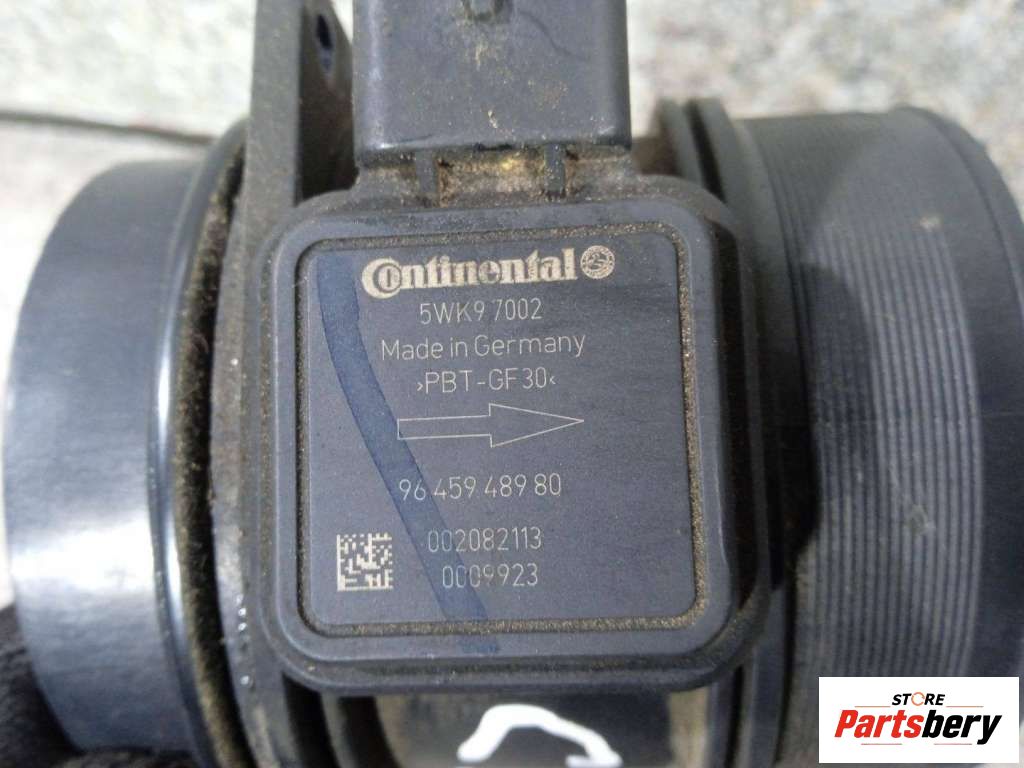 Continental
5WK9 7002
Made in Germany
›PBT-GF30‹
96 459 489 80
002082113
0009923
STORE
Partsbery